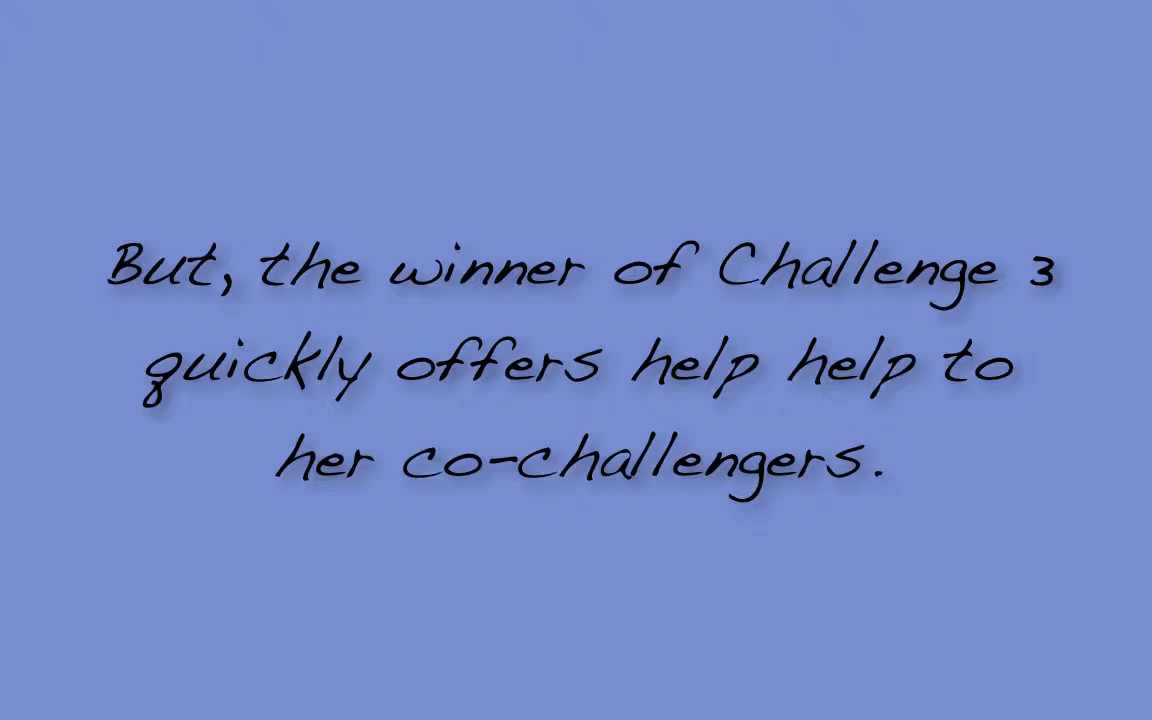 But, the winner of Challenge 3
quickly offers help help to
her co-challengers.